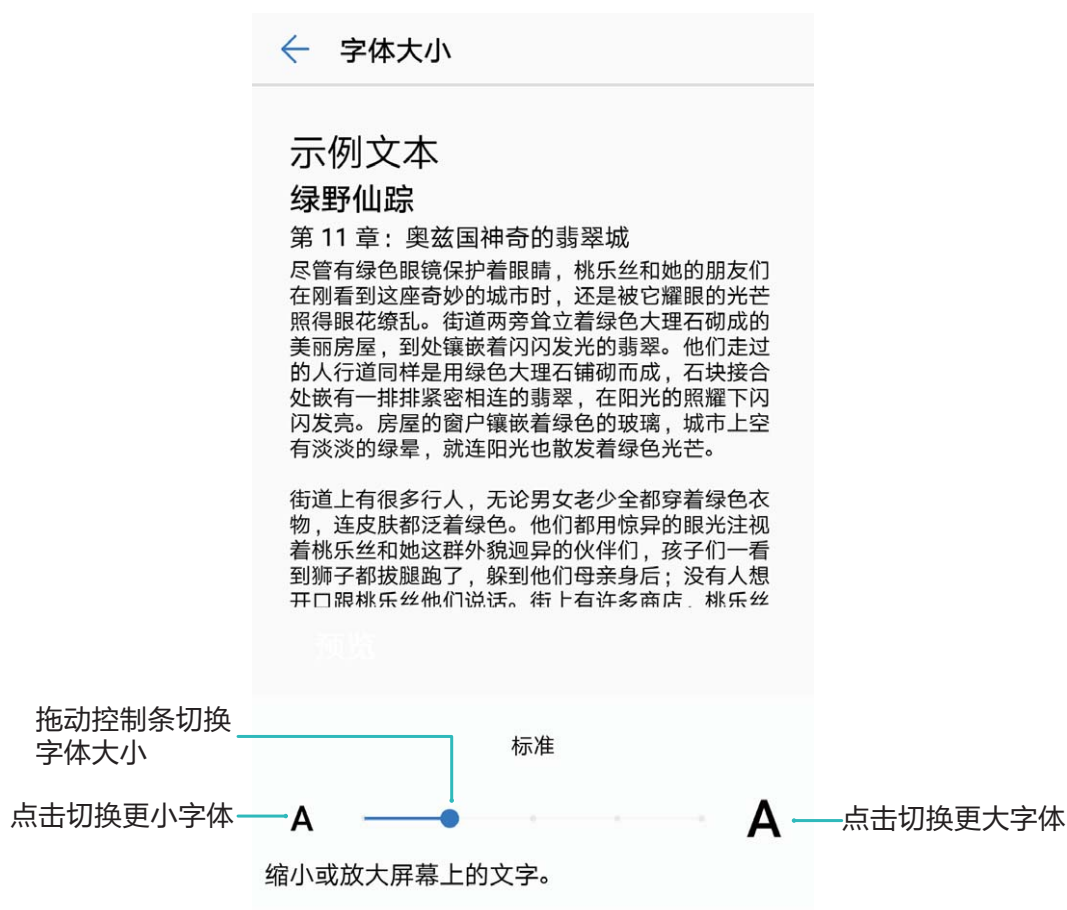 字体大小
示例文本
绿野仙踪
第 11 章：奥兹国神奇的翡翠城
尽管有绿色眼镜保护着眼睛，桃乐丝和她的朋友们
在刚看到这座奇妙的城市时，还是被它耀眼的光芒
照得眼花缭乱。街道两旁耸立着绿色大理石砌成的
美丽房屋，到处镶嵌着闪闪发光的翡翠。他们走过
的人行道同样是用绿色大理石铺砌而成，石块接合
处嵌有一排排紧密相连的翡翠，在阳光的照耀下闪
闪发亮。房屋的窗户镶嵌着绿色的玻璃，城市上空
有淡淡的绿晕，就连阳光也散发着绿色光芒。
街道上有很多行人，无论男女老少全都穿着绿色衣
物，连皮肤都泛着绿色。他们都用惊异的眼光注视
着桃乐丝和她这群外貌迥异的伙伴们，孩子们一看
到狮子都拔腿跑了，躲到他们母亲身后；没有人想
开口跟桃乐丝他们说话。街上有许多商店，桃乐丝
预览
拖动控制条切换
字体大小
标准
点击切换更小字体
A
A
点击切换更大字体
缩小或放大屏幕上的文字。